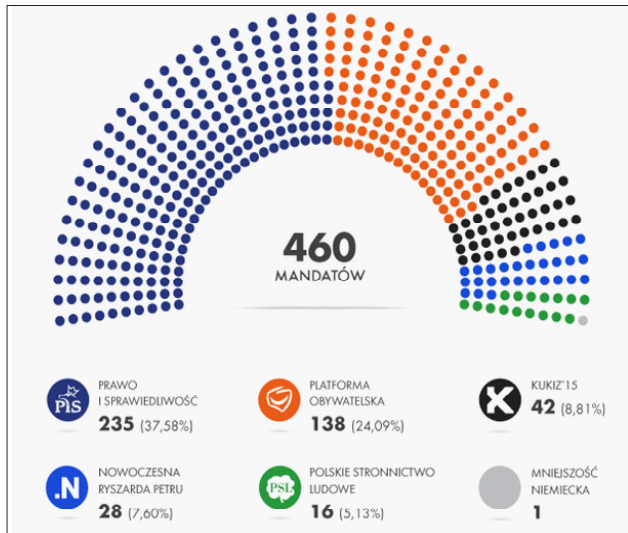 460
MANDATÓW
PRAWO
I SPRAWIEDLIWOŚĆ
PiS
235 (37,58%)
PLATFORMA
OBYWATELSKA
138 (24,09%)
KUKIZ'15
K
42 (8,81%)
NOWOCZESNA
RYSZARDA PETRU
.N
28 (7,60%)
POLSKIE STRONNICTWO
LUDOWE
PSL
16 (5,13%)
MNIEJSZOŚĆ
NIEMIECKA
1